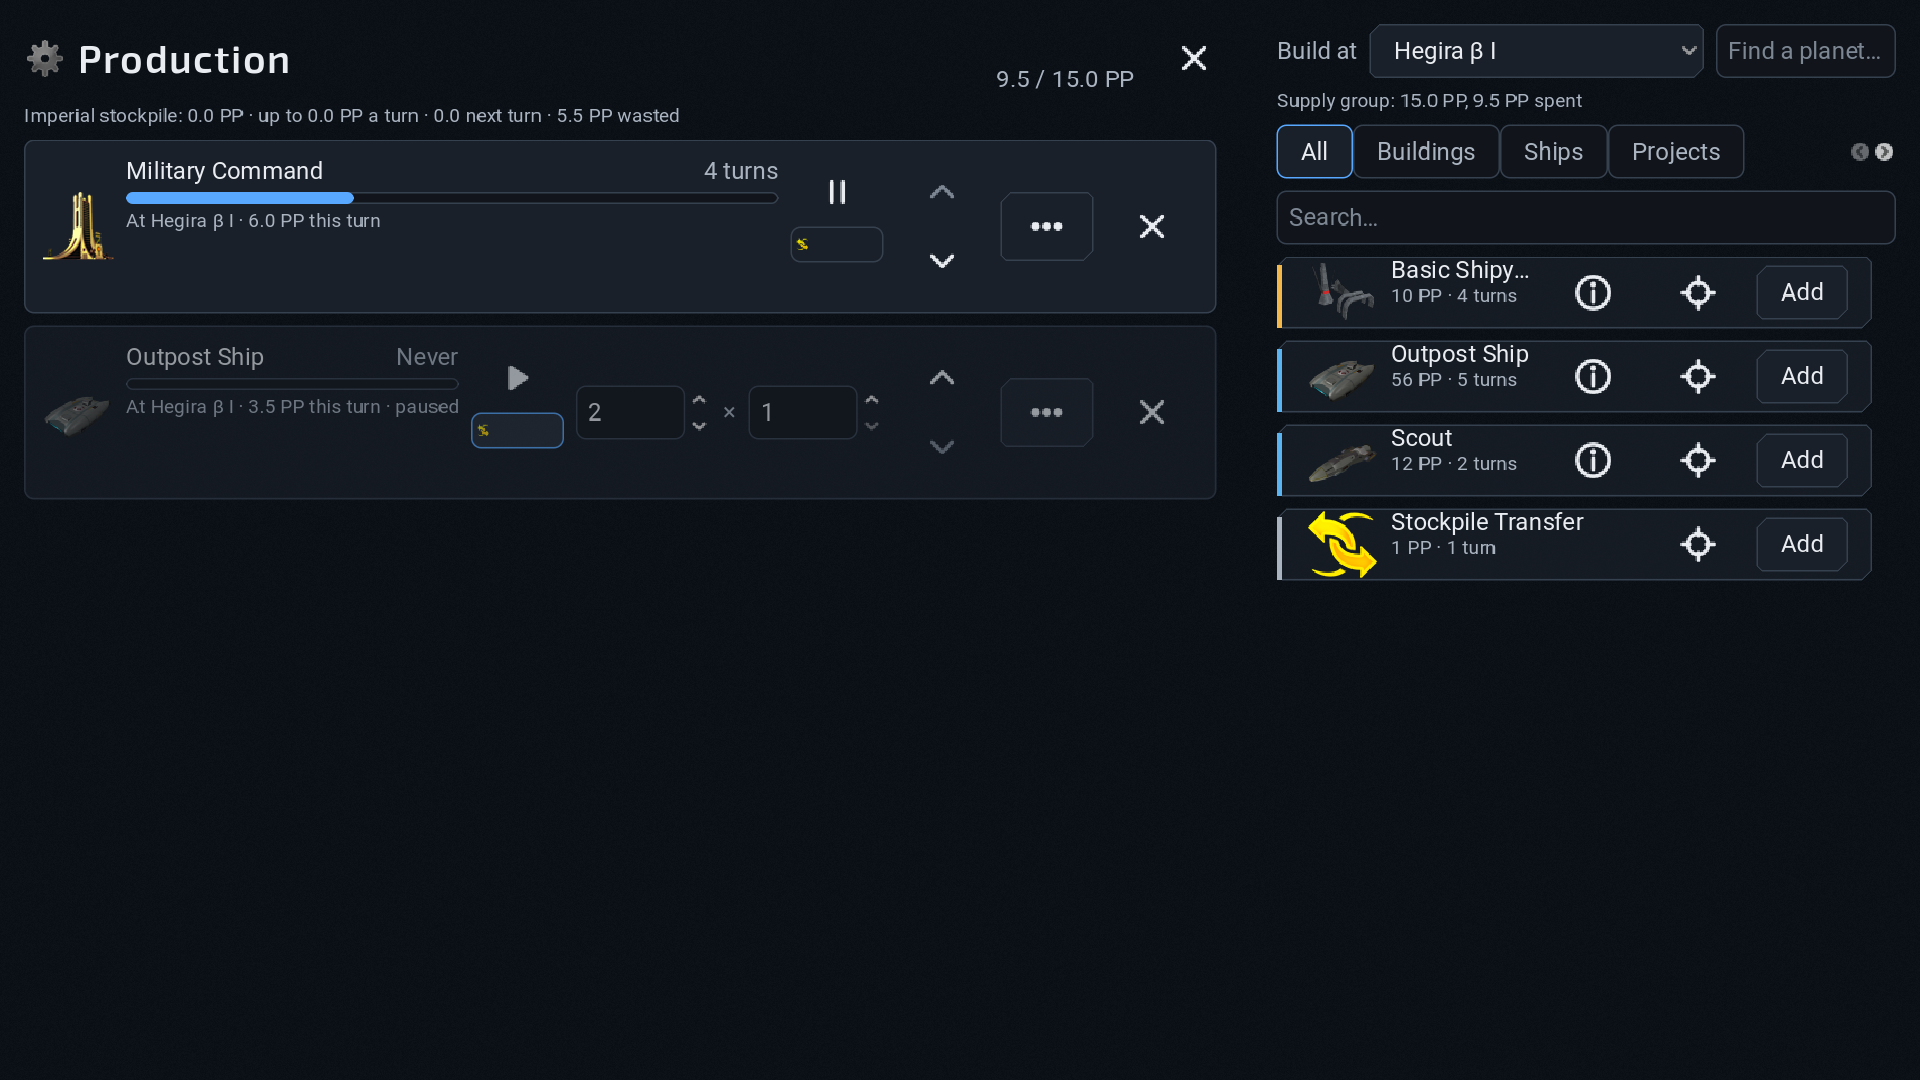 Production
9.5 / 15.0 PP
Imperial stockpile: 0.0 PP · up to 0.0 PP a turn · 0.0 next turn · 5.5 PP wasted
Military Command
4 turns
At Hegira β I · 6.0 PP this turn
Outpost Ship
Never
At Hegira β I · 3.5 PP this turn · paused
2 × 1
Build at
Hegira β I
Find a planet...
Supply group: 15.0 PP, 9.5 PP spent
All
Buildings
Ships
Projects
Search...
Basic Shipy...
10 PP · 4 turns
Add
Outpost Ship
56 PP · 5 turns
Add
Scout
12 PP · 2 turns
Add
Stockpile Transfer
1 PP · 1 turn
Add